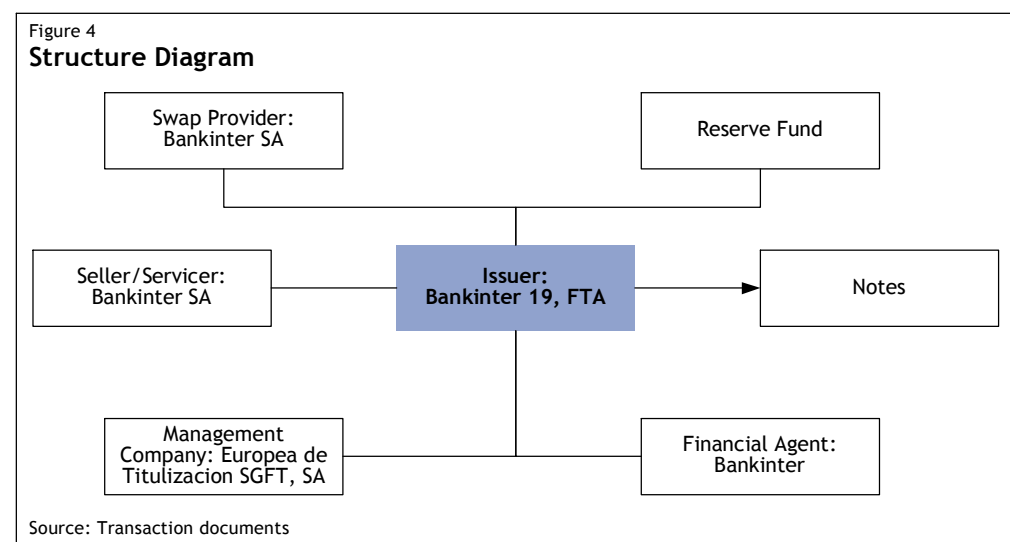 Figure 4
Structure Diagram
Swap Provider:
Bankinter SA
Reserve Fund
Seller/Servicer:
Bankinter SA
Issuer:
Bankinter 19, FTA
Notes
Management
Company: Europea de
Titulizacion SGFT, SA
Financial Agent:
Bankinter
Source: Transaction documents